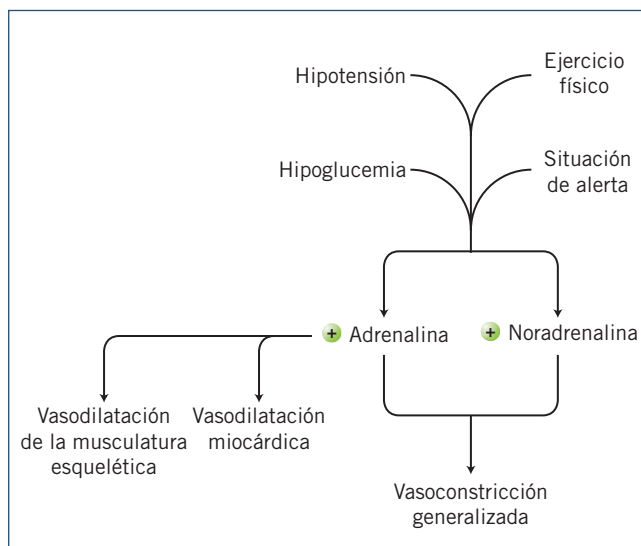 Hipotensión
Ejercicio
físico
Hipoglucemia
Situación
de alerta
+ Adrenalina
+ Noradrenalina
Vasodilatación
de la musculatura
esquelética
Vasodilatación
miocárdica
Vasoconstricción
generalizada